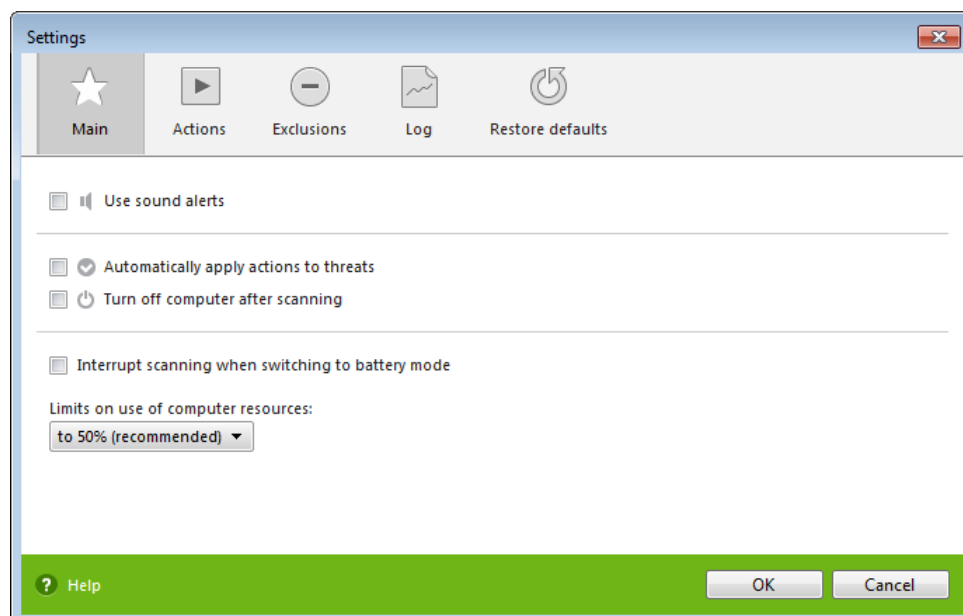 Settings
Main
Actions
Exclusions
Log
Restore defaults
Use sound alerts
Automatically apply actions to threats
Turn off computer after scanning
Interrupt scanning when switching to battery mode
Limits on use of computer resources:
to 50% (recommended)
? Help
OK
Cancel